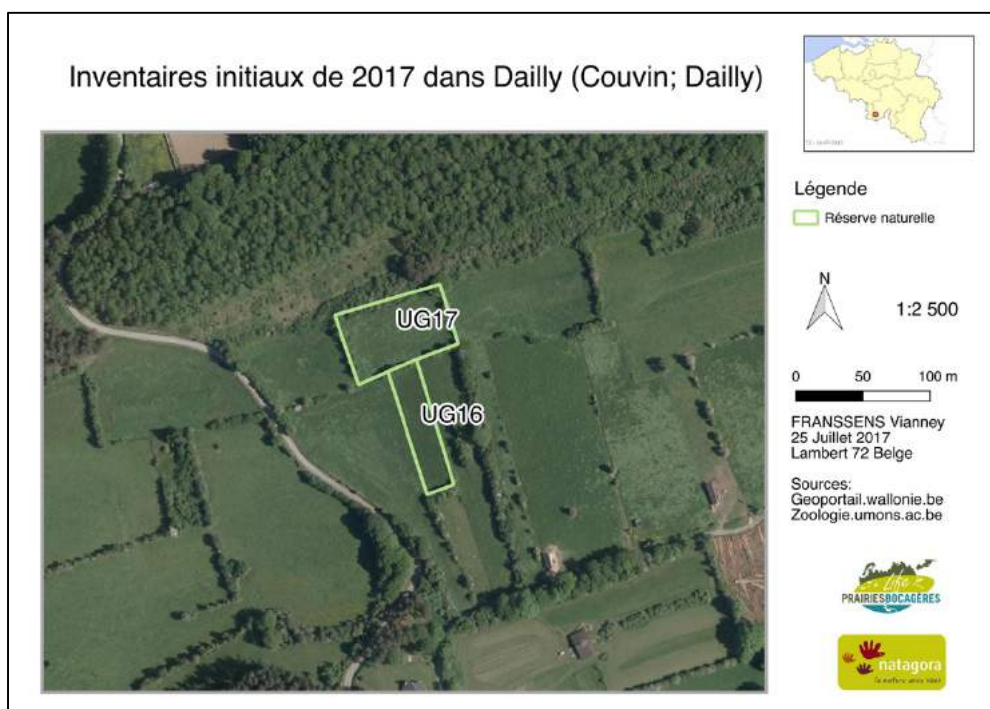 Inventaires initiaux de 2017 dans Dailly (Couvin; Dailly)
UG17
UG16
Légende
Réserve naturelle
N
1:2 500
0 50 100 m
FRANSSENS Vianney
25 Juillet 2017
Lambert 72 Belge
Sources:
Geoportail.wallonie.be
Zoologie.umons.ac.be
Life
PRAIRIES BOCAGÈRES
natagora